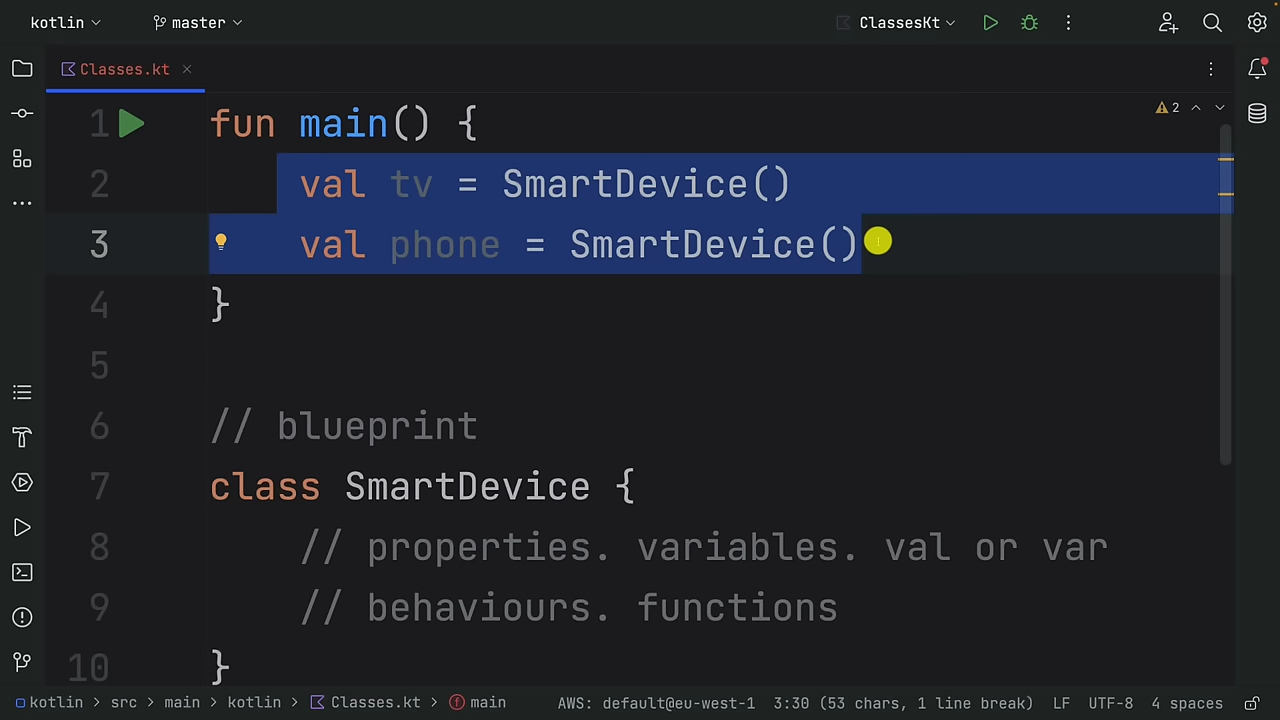 kotlin master ClassesKt
Classes.kt
2
1 fun main() {
2 val tv = SmartDevice()
3 val phone = SmartDevice()
4 }
5
6 // blueprint
7 class SmartDevice {
8 // properties. variables. val or var
9 // behaviours. functions
10 }
kotlin > src > main > kotlin > Classes.kt > f main AWS: default@eu-west-1 3:30 (53 chars, 1 line break) LF UTF-8 4 spaces